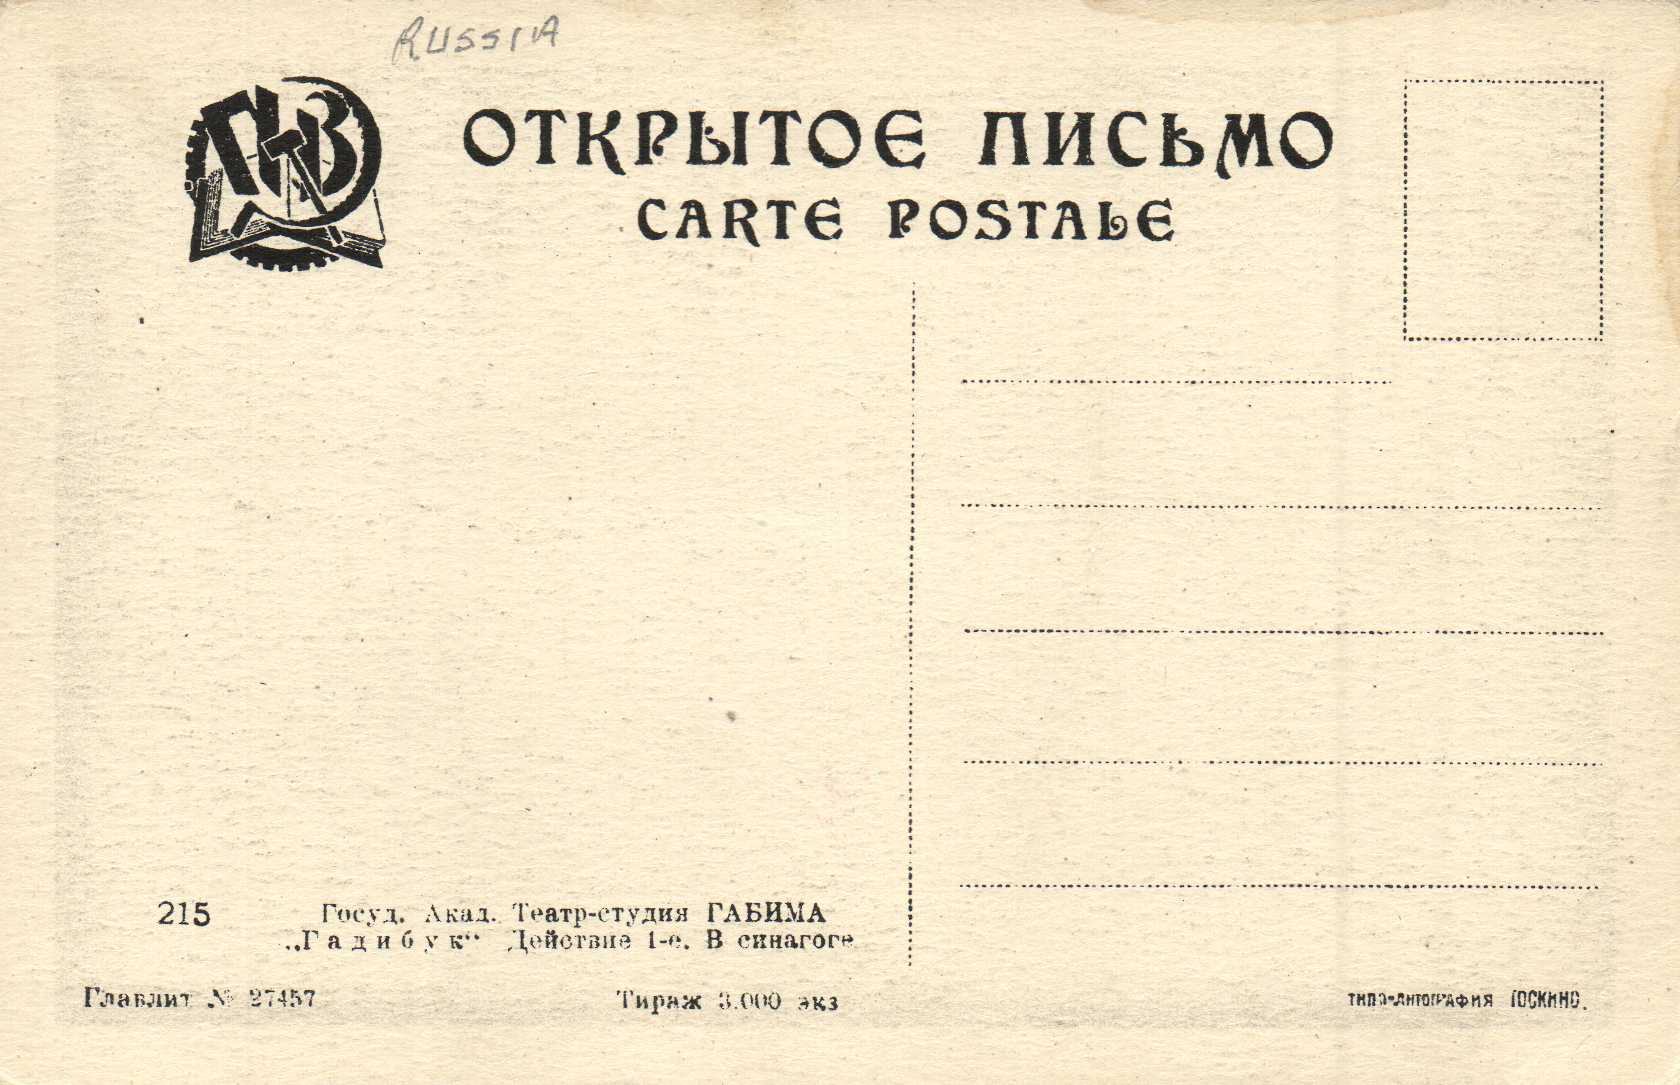 RUSSIA
ОТКРЫТОЕ ПИСЬМО
CARTE POSTALE
215
Госуд. Акад. Театр-студия ГАБИМА
„Гадибук“ Действие 1-е. В синагоге
Главлит № 27457
Тираж 3.000 экз
ТИПО-ЛИТОГРАФИЯ ГОСКИНО.